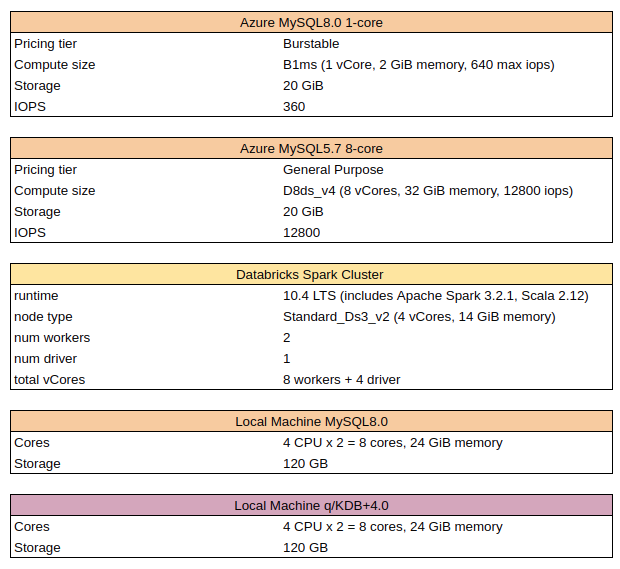 Azure MySQL8.0 1-core
Pricing tier Burstable
Compute size B1ms (1 vCore, 2 GiB memory, 640 max iops)
Storage 20 GiB
IOPS 360
Azure MySQL5.7 8-core
Pricing tier General Purpose
Compute size D8ds_v4 (8 vCores, 32 GiB memory, 12800 iops)
Storage 20 GiB
IOPS 12800
Databricks Spark Cluster
runtime 10.4 LTS (includes Apache Spark 3.2.1, Scala 2.12)
node type Standard_Ds3_v2 (4 vCores, 14 GiB memory)
num workers 2
num driver 1
total vCores 8 workers + 4 driver
Local Machine MySQL8.0
Cores 4 CPU x 2 = 8 cores, 24 GiB memory
Storage 120 GB
Local Machine q/KDB+4.0
Cores 4 CPU x 2 = 8 cores, 24 GiB memory
Storage 120 GB